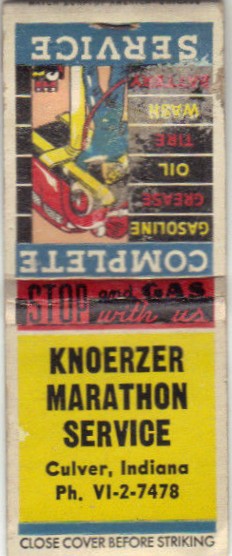 COMPLETE
GASOLINE
GREASE
OIL
TIRE
WASH
BATTERY
SERVICE
STOP and GAS
with us
KNOERZER
MARATHON
SERVICE
Culver, Indiana
Ph. VI-2-7478
CLOSE COVER BEFORE STRIKING